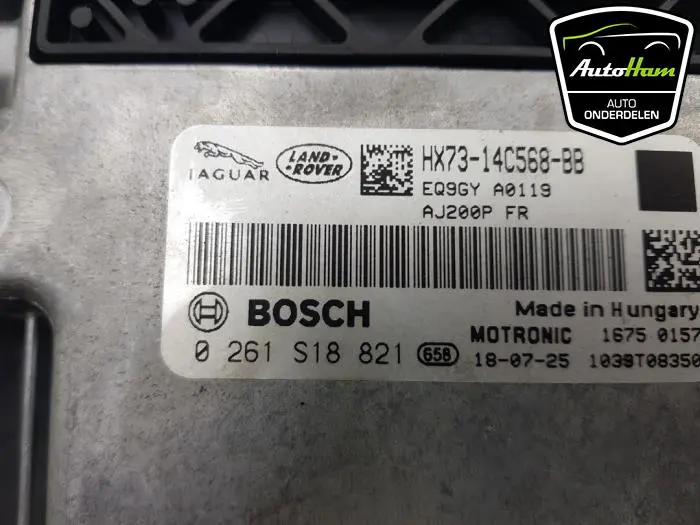 AutoHam
AUTO
ONDERDELEN
JAGUAR
LAND-
ROVER
HX73-14C568-BB
EQ9GY A0119
AJ200P FR
BOSCH
Made in Hungary
0 261 S18 821
658
MOTRONIC
1675 0157
18-07-25
1039T08350